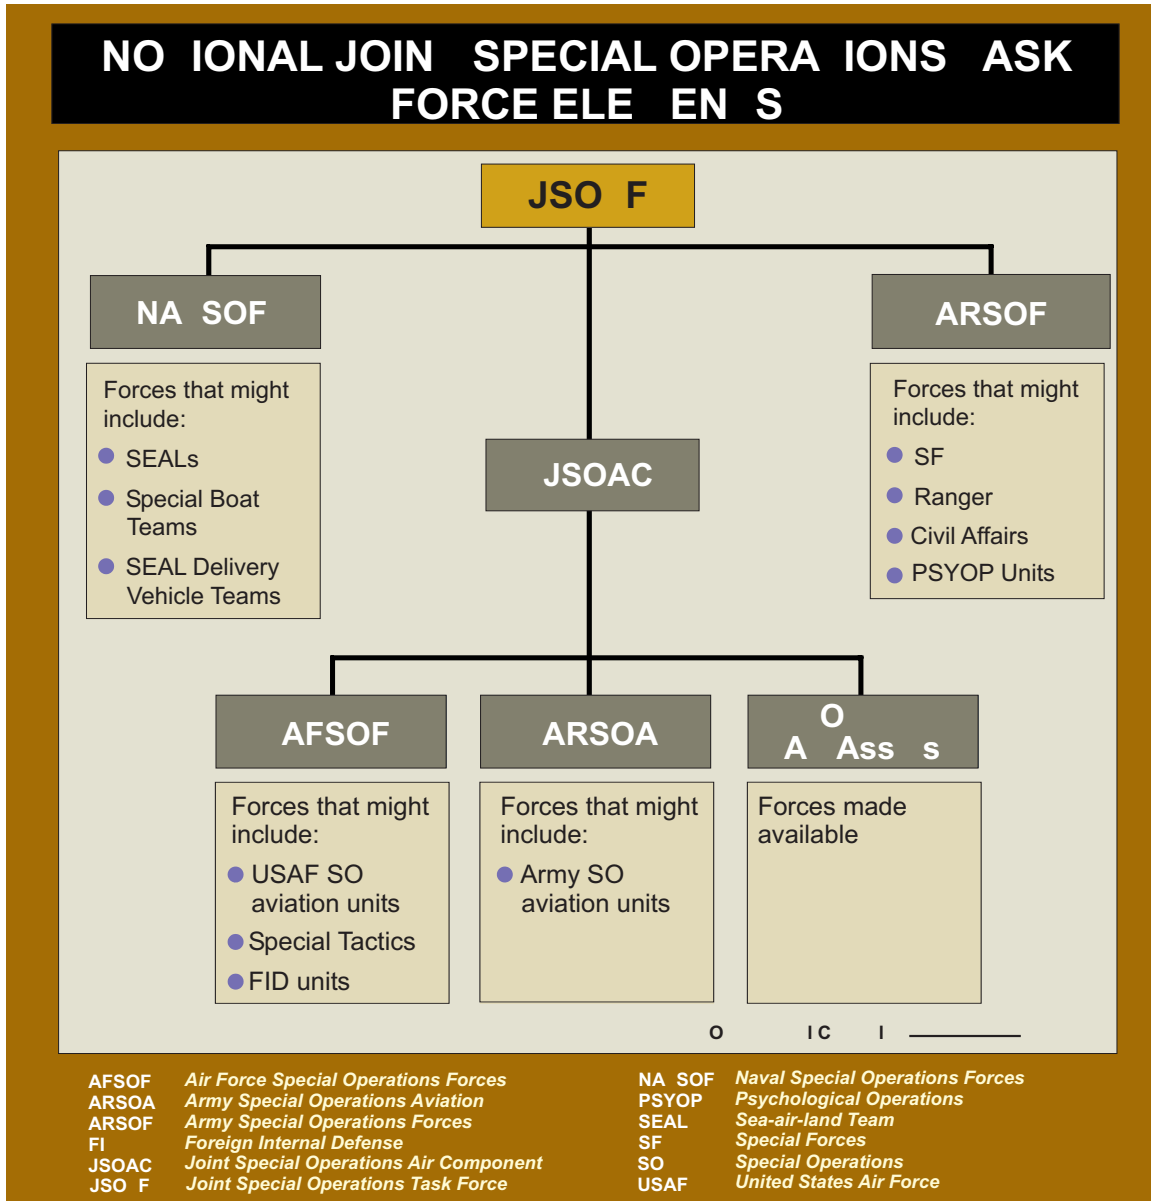 NO IONAL JOIN SPECIAL OPERA IONS ASK
FORCE ELE EN S
JSO F
NA SOF
ARSOF
Forces that might
include:
SEALs
Special Boat
Teams
SEAL Delivery
Vehicle Teams
JSOAC
Forces that might
include:
SF
Ranger
Civil Affairs
PSYOP Units
AFSOF
ARSOA
O
A Ass s
Forces that might
include:
USAF SO
aviation units
Special Tactics
FID units
Forces that might
include:
Army SO
aviation units
Forces made
available
O I C I
AFSOF Air Force Special Operations Forces
ARSOA Army Special Operations Aviation
ARSOF Army Special Operations Forces
FI Foreign Internal Defense
JSOAC Joint Special Operations Air Component
JSO F Joint Special Operations Task Force
NA SOF Naval Special Operations Forces
PSYOP Psychological Operations
SEAL Sea-air-land Team
SF Special Forces
SO Special Operations
USAF United States Air Force